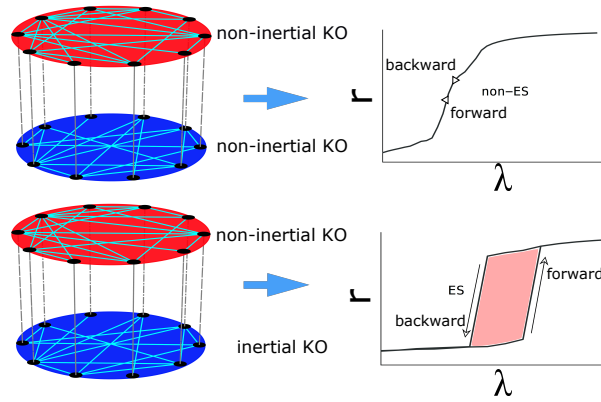 non-inertial KO
backward
r
non-ES
forward
non-inertial KO
λ
non-inertial KO
ES
forward
r
backward
inertial KO
λ